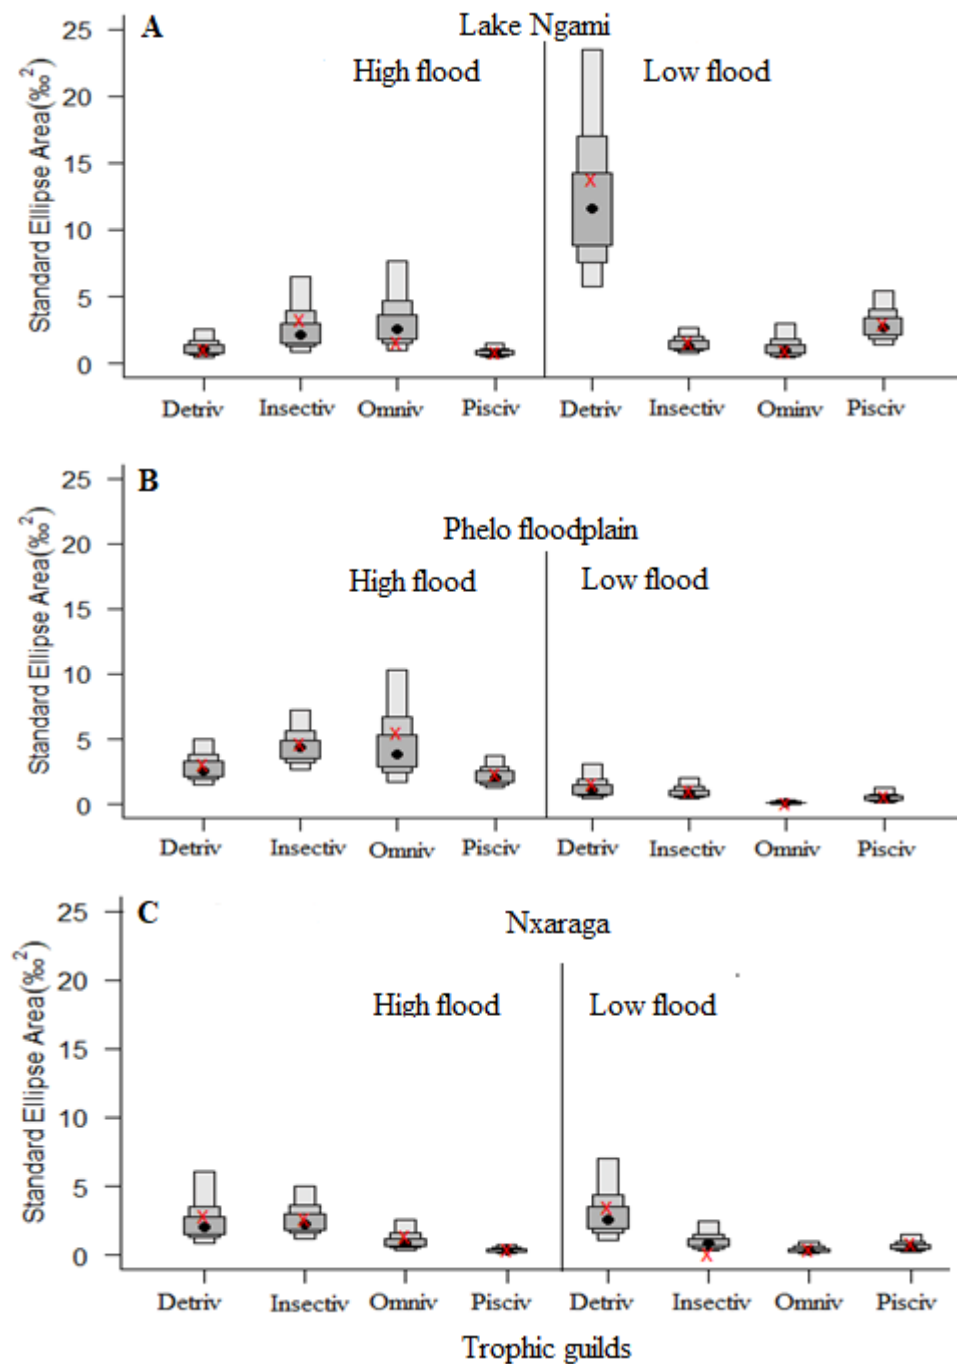 A
Lake Ngami
High flood
Low flood
Standard Ellipse Area(‰²)
25
20
15
10
5
0
Detriv Insectiv Omniv Pisciv Detriv Insectiv Ominv Pisciv
B
Phelo floodplain
High flood
Low flood
Standard Ellipse Area(‰²)
25
20
15
10
5
0
Detriv Insectiv Omniv Pisciv Detriv Insectiv Omniv Pisciv
C
Nxaraga
High flood
Low flood
Standard Ellipse Area(‰²)
25
20
15
10
5
0
Detriv Insectiv Omniv Pisciv Detriv Insectiv Omniv Pisciv
Trophic guilds